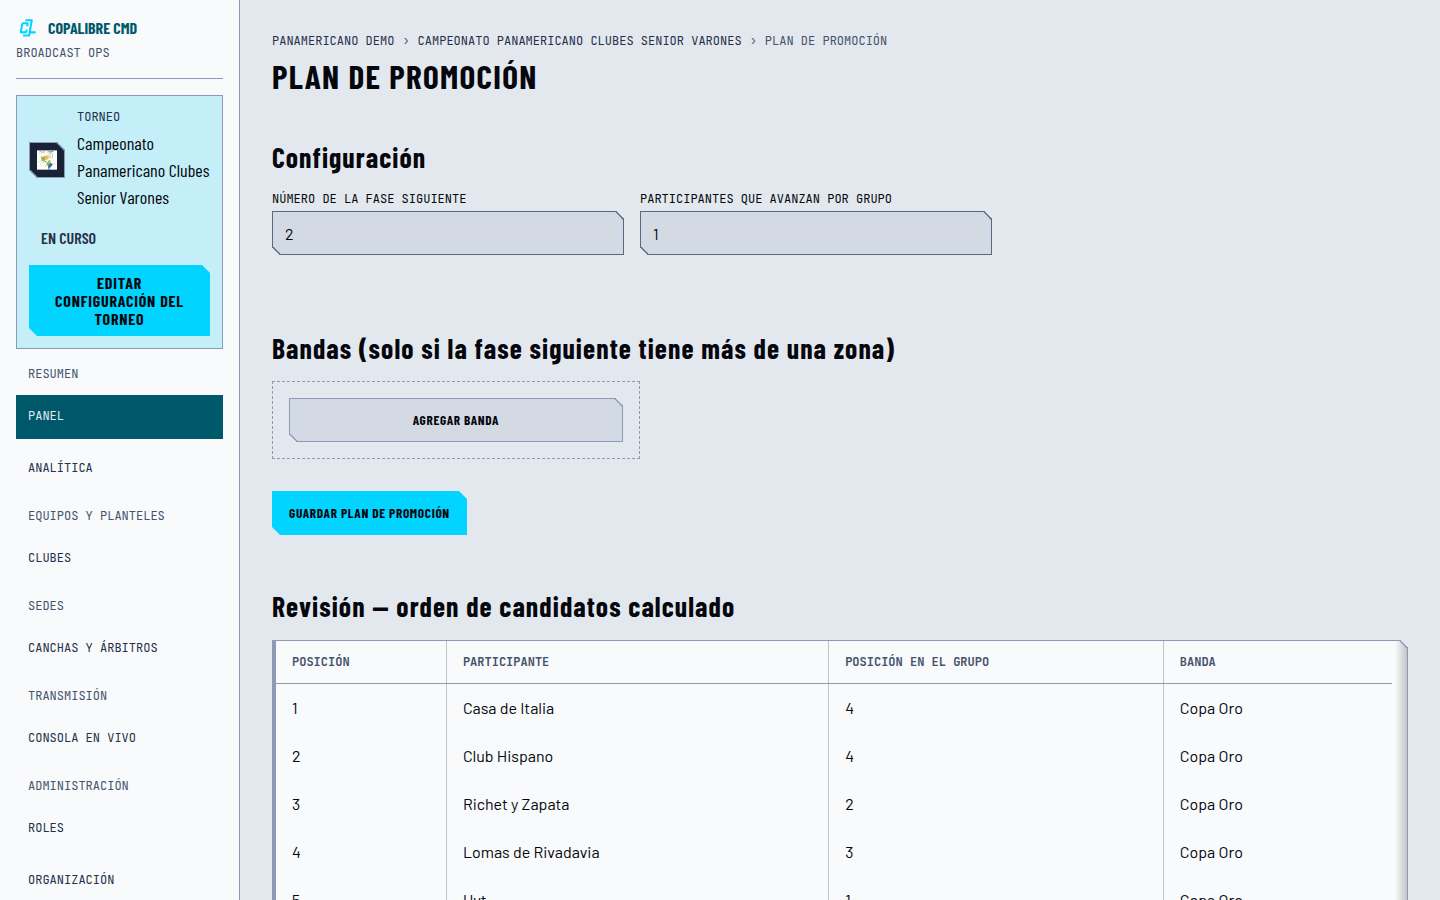 COPALIBRE CMD
BROADCAST OPS
TORNEO
Campeonato
Panamericano Clubes
Senior Varones
EN CURSO
EDITAR
CONFIGURACIÓN DEL
TORNEO
RESUMEN
PANEL
ANALÍTICA
EQUIPOS Y PLANTELES
CLUBES
SEDES
CANCHAS Y ÁRBITROS
TRANSMISIÓN
CONSOLA EN VIVO
ADMINISTRACIÓN
ROLES
ORGANIZACIÓN
PANAMERICANO DEMO › CAMPEONATO PANAMERICANO CLUBES SENIOR VARONES › PLAN DE PROMOCIÓN
PLAN DE PROMOCIÓN
Configuración
NÚMERO DE LA FASE SIGUIENTE PARTICIPANTES QUE AVANZAN POR GRUPO
2 1
Bandas (solo si la fase siguiente tiene más de una zona)
AGREGAR BANDA
GUARDAR PLAN DE PROMOCIÓN
Revisión — orden de candidatos calculado
POSICIÓN PARTICIPANTE POSICIÓN EN EL GRUPO BANDA
1 Casa de Italia 4 Copa Oro
2 Club Hispano 4 Copa Oro
3 Richet y Zapata 2 Copa Oro
4 Lomas de Rivadavia 3 Copa Oro